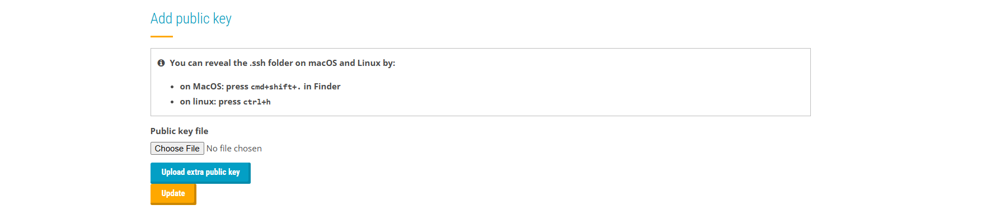 Add public key
You can reveal the .ssh folder on macOS and Linux by:
• on MacOS: press cmd+shift+. in Finder
• on linux: press ctrl+h
Public key file
Choose File No file chosen
Upload extra public key
Update